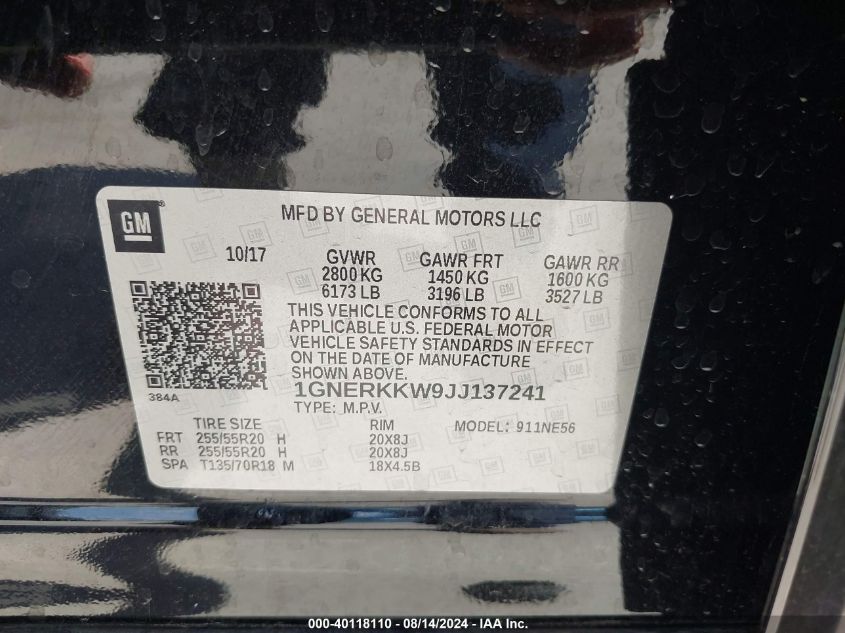 GM ®
MFD BY GENERAL MOTORS LLC
10/17 GVWR GAWR FRT GAWR RR
2800 KG 1450 KG 1600 KG
6173 LB 3196 LB 3527 LB
THIS VEHICLE CONFORMS TO ALL
APPLICABLE U.S. FEDERAL MOTOR
VEHICLE SAFETY STANDARDS IN EFFECT
ON THE DATE OF MANUFACTURE
SHOWN ABOVE.
384A
1GNERKKW9JJ137241
TYPE: M.P.V. MODEL: 911NE56
TIRE SIZE RIM
FRT 255/55R20 H 20X8J
RR 255/55R20 H 20X8J
SPA T135/70R18 M 18X4.5B
000-40118110 - 08/14/2024 - IAA Inc.